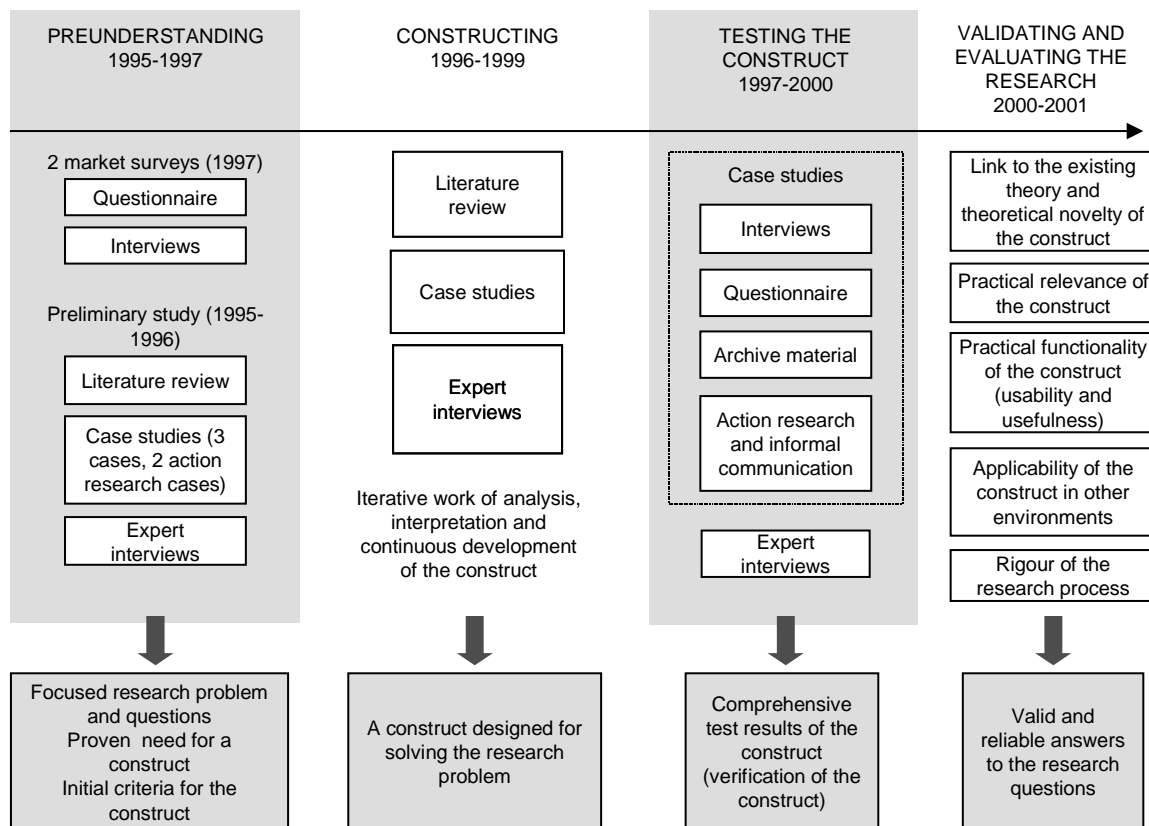 PREUNDERSTANDING
1995-1997
2 market surveys (1997)
Questionnaire
Interviews
Preliminary study (1995-
1996)
Literature review
Case studies (3
cases, 2 action
research cases)
Expert
interviews
Focused research problem
and questions
Proven need for a
construct
Initial criteria for the
construct
CONSTRUCTING
1996-1999
Literature
review
Case studies
Expert
interviews
Iterative work of analysis,
interpretation and
continuous development
of the construct
A construct designed for
solving the research
problem
TESTING THE
CONSTRUCT
1997-2000
Case studies
Interviews
Questionnaire
Archive material
Action research
and informal
communication
Expert
interviews
Comprehensive
test results of the
construct
(verification of the
construct)
VALIDATING AND
EVALUATING THE
RESEARCH
2000-2001
Link to the existing
theory and
theoretical novelty of
the construct
Practical relevance of
the construct
Practical functionality
of the construct
(usability and
usefulness)
Applicability of the
construct in other
environments
Rigour of the
research process
Valid and
reliable answers
to the research
questions